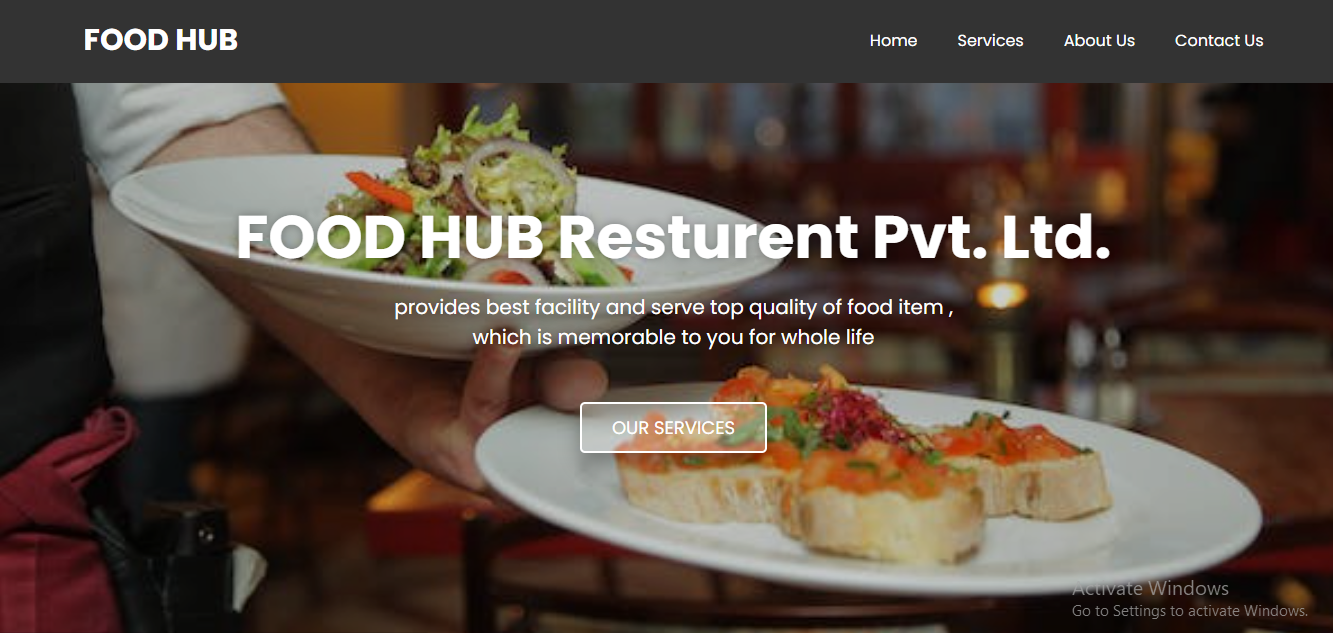 FOOD HUB
Home Services About Us Contact Us
FOOD HUB Resturent Pvt. Ltd.
provides best facility and serve top quality of food item ,
which is memorable to you for whole life
OUR SERVICES
Activate Windows
Go to Settings to activate Windows.